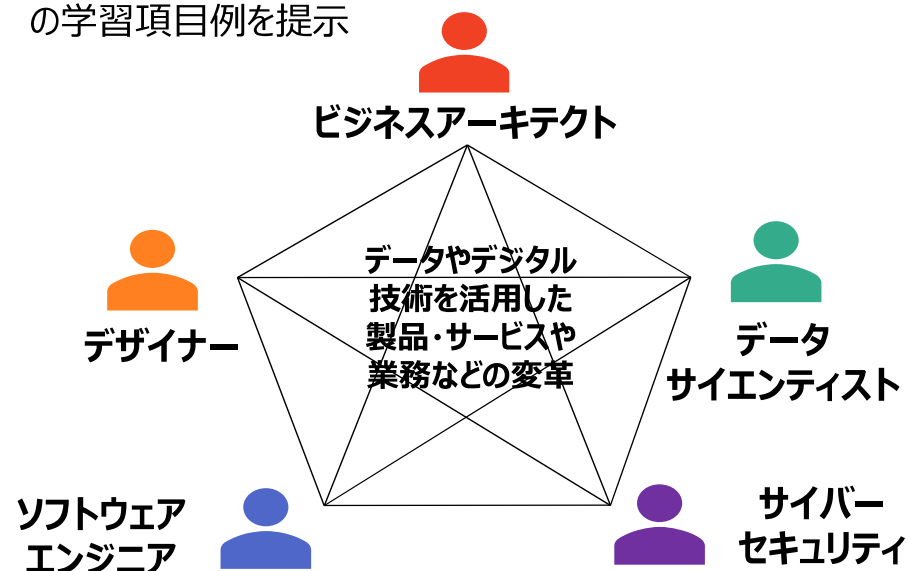 の学習項目例を提示
ビジネスアーキテクト
データやデジタル
技術を活用した
製品・サービスや
業務などの変革
デザイナー
データ
サイエンティスト
ソフトウェア
エンジニア
サイバー
セキュリティ